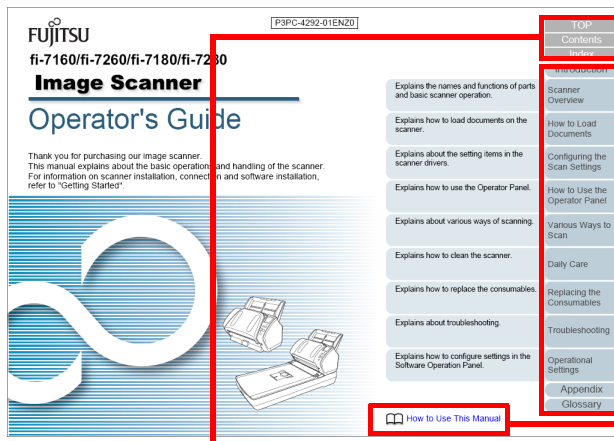 P3PC-4292-01ENZ0
FUJITSU
fi-7160/fi-7260/fi-7180/fi-7280
Image Scanner
Operator's Guide
Thank you for purchasing our image scanner.
This manual explains about the basic operations and handling of the scanner.
For information on scanner installation, connection and software installation,
refer to "Getting Started".
TOP
Contents
Index
Introduction
Explains the names and functions of parts
and basic scanner operation.
Scanner
Overview
Explains how to load documents on the
scanner.
How to Load
Documents
Explains about the setting items in the
scanner drivers.
Configuring the
Scan Settings
Explains how to use the Operator Panel.
How to Use the
Operator Panel
Explains about various ways of scanning.
Various Ways to
Scan
Explains how to clean the scanner.
Daily Care
Explains how to replace the consumables.
Replacing the
Consumables
Explains about troubleshooting.
Troubleshooting
Explains how to configure settings in the
Software Operation Panel.
Operational
Settings
Appendix
Glossary
How to Use This Manual